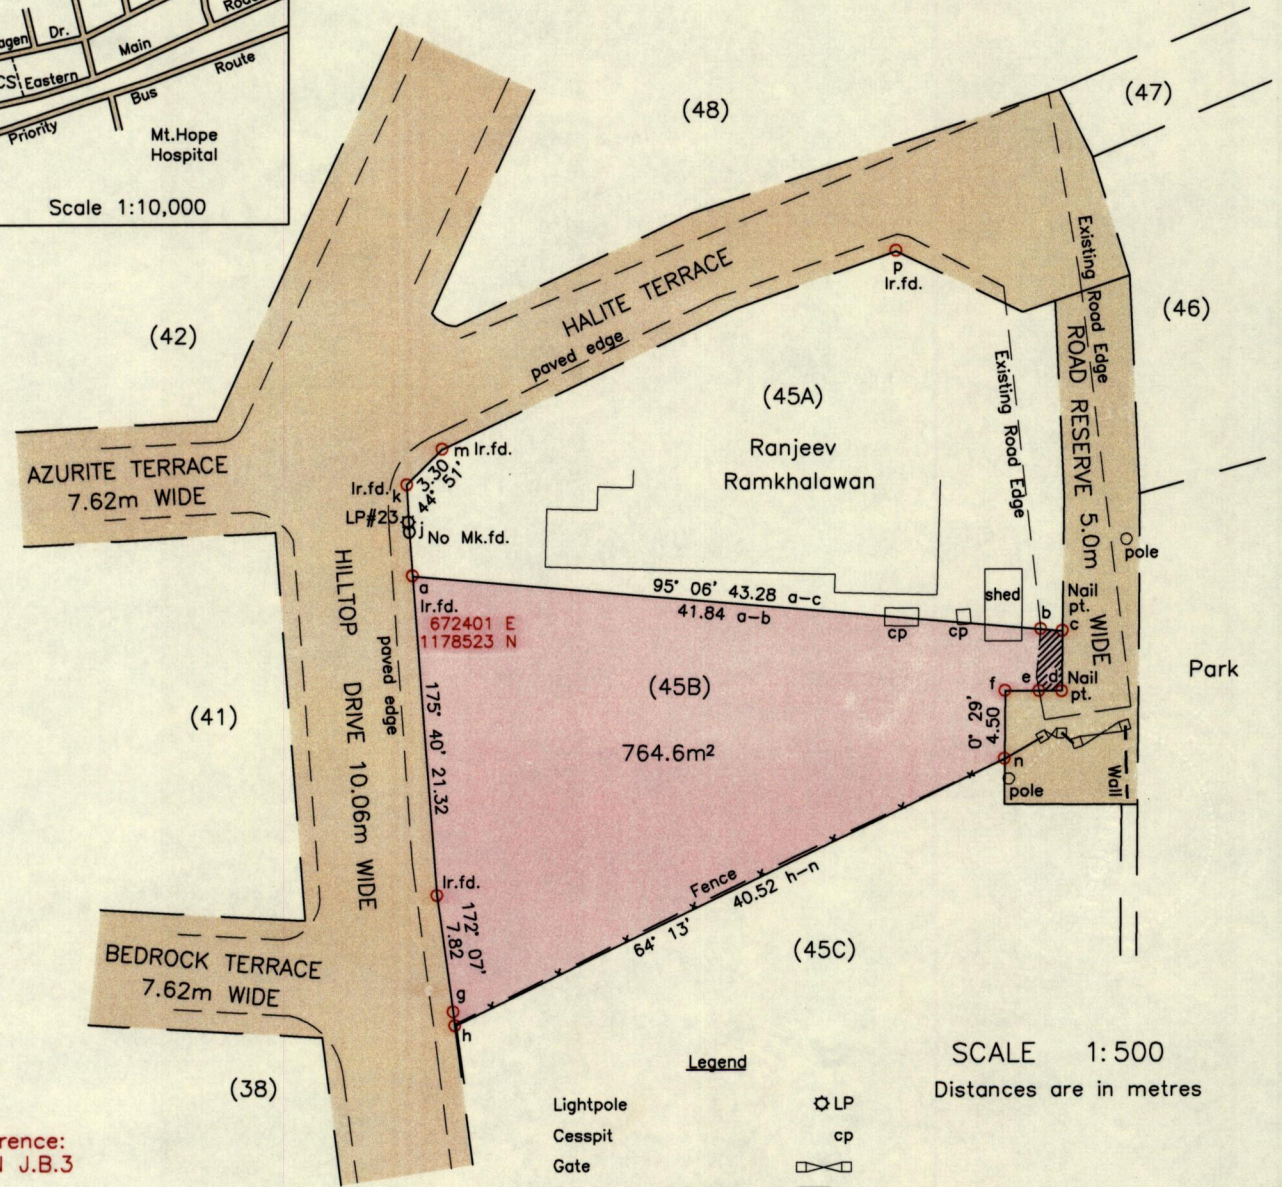 Dr.
Main
CS
Eastern
Bus
Route
Priority
Mt.Hope
Hospital
Scale 1:10,000
(48)
(47)
(42)
(46)
HALITE TERRACE
paved edge
p
Ir.fd.
Existing Road Edge
Existing Road Edge
ROAD RESERVE 5.0m WIDE
(45A)
Ranjeev
Ramkhalawan
AZURITE TERRACE
7.62m WIDE
m Ir.fd.
3.30
44° 51'
Ir.fd. k
LP#23
j No Mk.fd.
pole
HILLTOP DRIVE 10.06m WIDE
paved edge
a
Ir.fd.
672401 E
1178523 N
95° 06' 43.28 a-c
41.84 a-b
cp
cp
shed
b
Nail
pt.
c
Nail
pt.
d
e
f
Park
(41)
(45B)
764.6m²
175° 40' 21.32
0° 29'
4.50
n
pole
Wall
Ir.fd.
172° 07'
7.82
g
h
Fence
64° 13' 40.52 h-n
(45C)
BEDROCK TERRACE
7.62m WIDE
(38)
Legend
Lightpole LP
Cesspit cp
Gate
SCALE 1:500
Distances are in metres
rence:
J.B.3